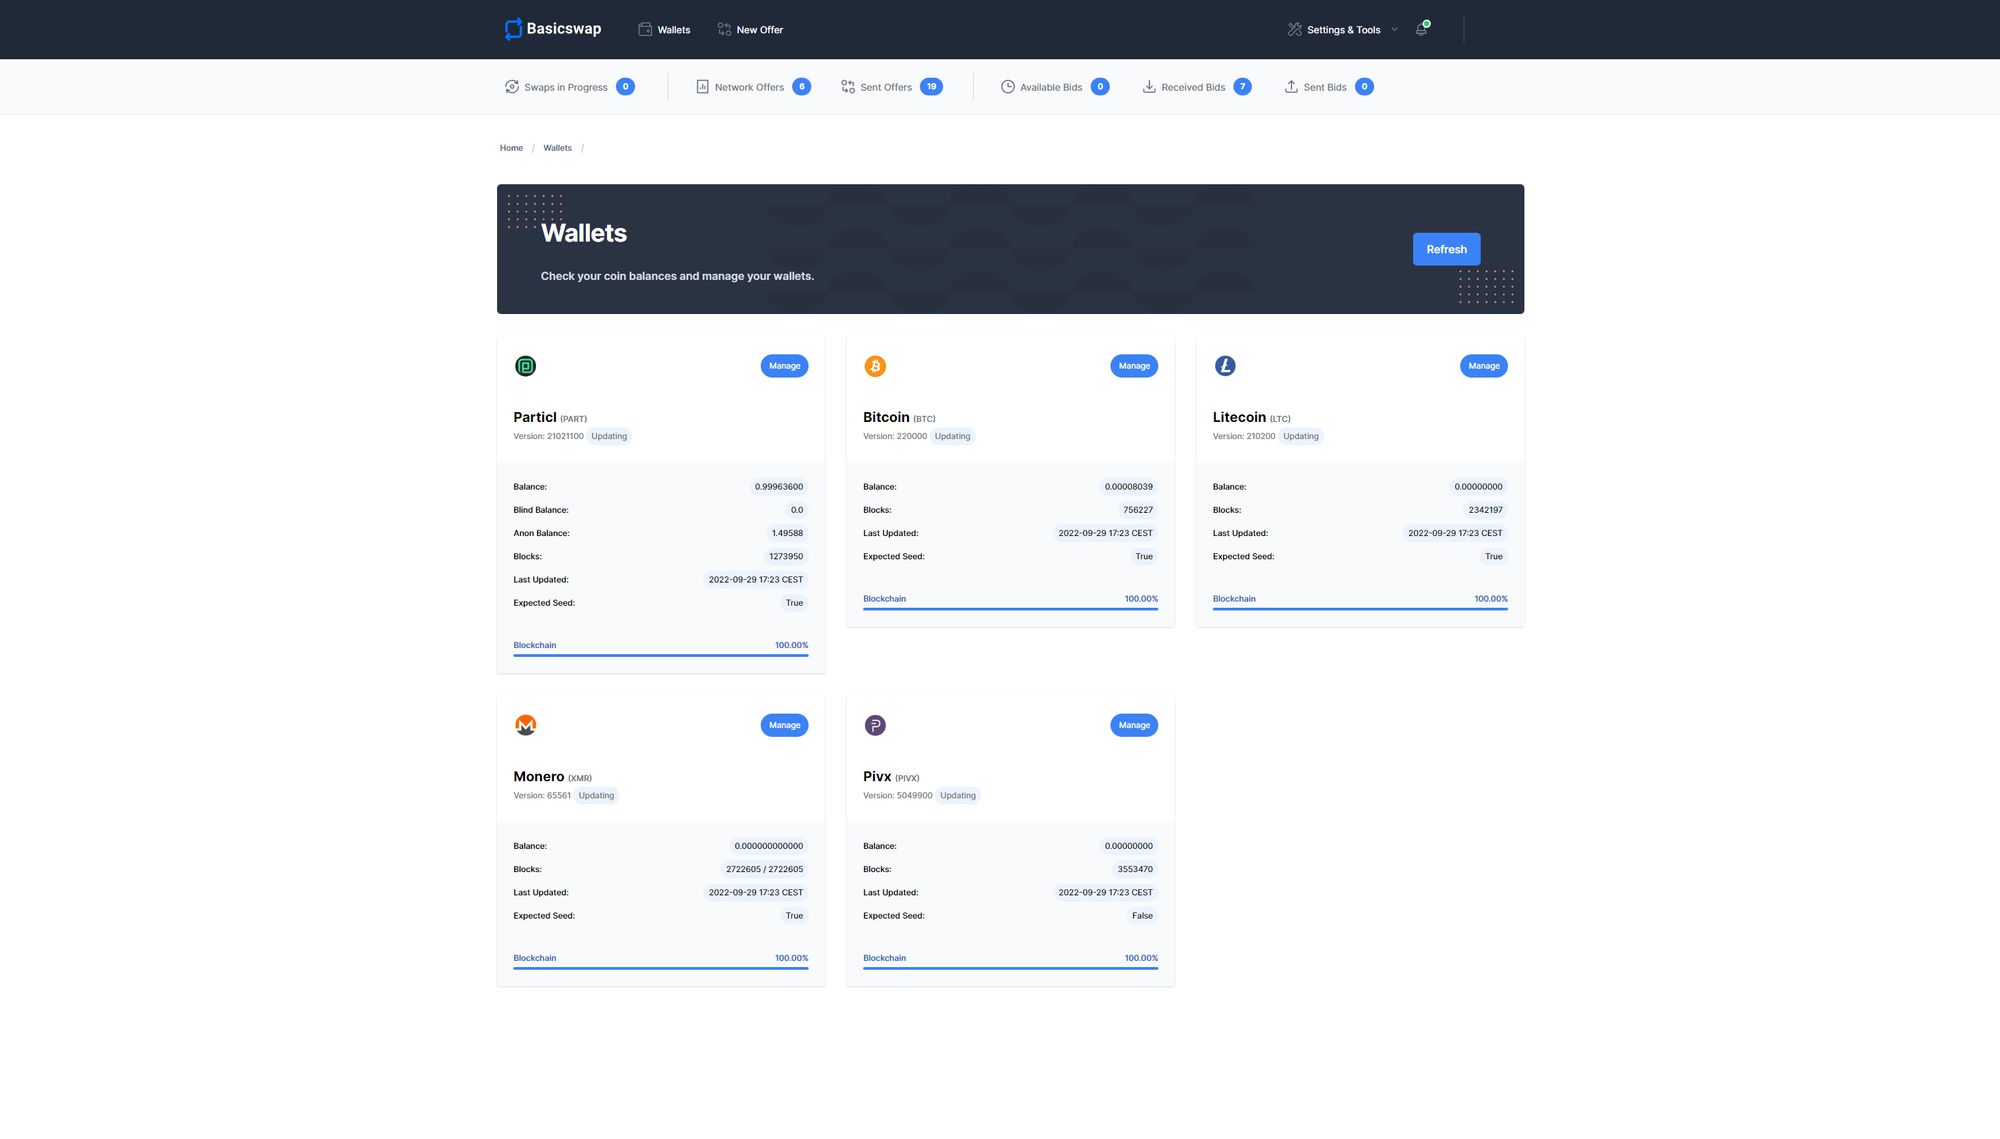 Basicswap Wallets New Offer Settings & Tools
Swaps in Progress 0 Network Offers 6 Sent Offers 19 Available Bids 0 Received Bids 7 Sent Bids 0
Home / Wallets /
Wallets
Check your coin balances and manage your wallets.
Refresh
Manage
Particl (PART)
Version: 21021100 Updating
Balance: 0.99963600
Blind Balance: 0.0
Anon Balance: 1.49588
Blocks: 1273950
Last Updated: 2022-09-29 17:23 CEST
Expected Seed: True
Blockchain 100.00%
Manage
Bitcoin (BTC)
Version: 220000 Updating
Balance: 0.00008039
Blocks: 756227
Last Updated: 2022-09-29 17:23 CEST
Expected Seed: True
Blockchain 100.00%
Manage
Litecoin (LTC)
Version: 210200 Updating
Balance: 0.00000000
Blocks: 2342197
Last Updated: 2022-09-29 17:23 CEST
Expected Seed: True
Blockchain 100.00%
Manage
Monero (XMR)
Version: 65561 Updating
Balance: 0.000000000000
Blocks: 2722605 / 2722605
Last Updated: 2022-09-29 17:23 CEST
Expected Seed: True
Blockchain 100.00%
Manage
Pivx (PIVX)
Version: 5049900 Updating
Balance: 0.00000000
Blocks: 3553470
Last Updated: 2022-09-29 17:23 CEST
Expected Seed: False
Blockchain 100.00%